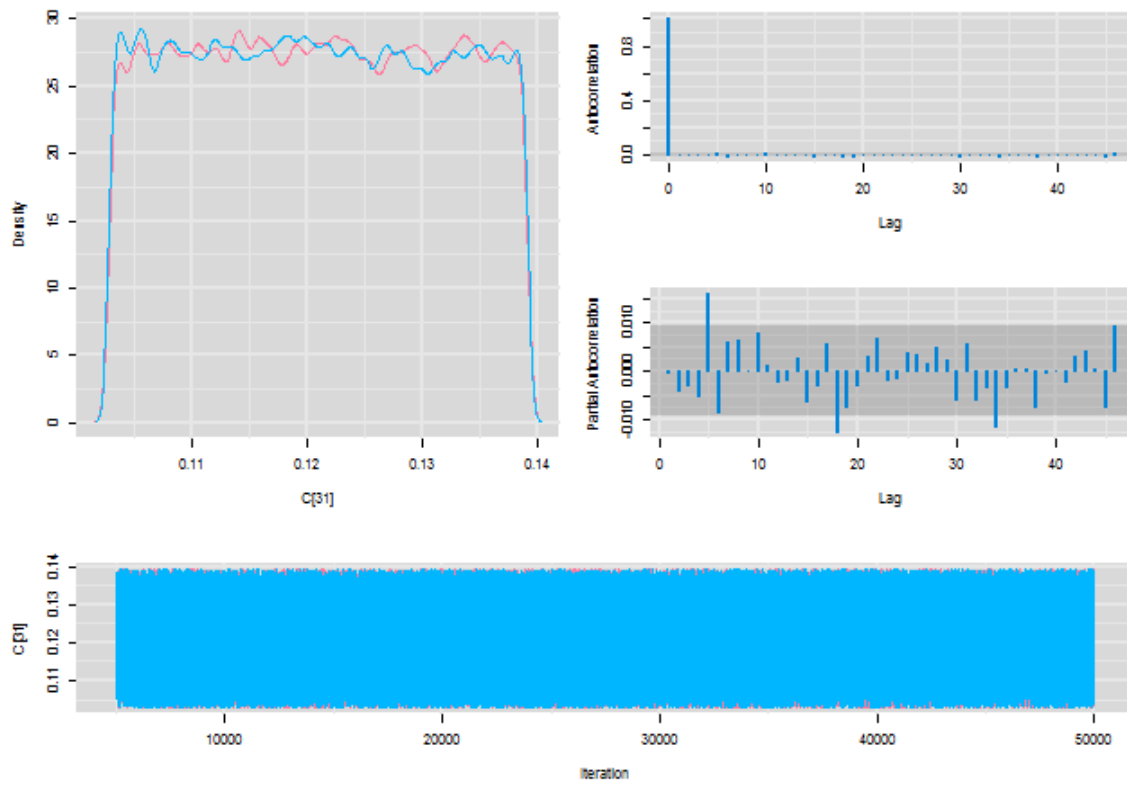 Density
30
25
20
15
10
5
0
0.11 0.12 0.13 0.14
C[31]
Autocorrelation
0.8
0.4
0.0
0 10 20 30 40
Lag
Partial Autocorrelation
0.010
0.000
-0.010
0 10 20 30 40
Lag
C[31]
0.14
0.13
0.12
0.11
10000 20000 30000 40000 50000
Iteration